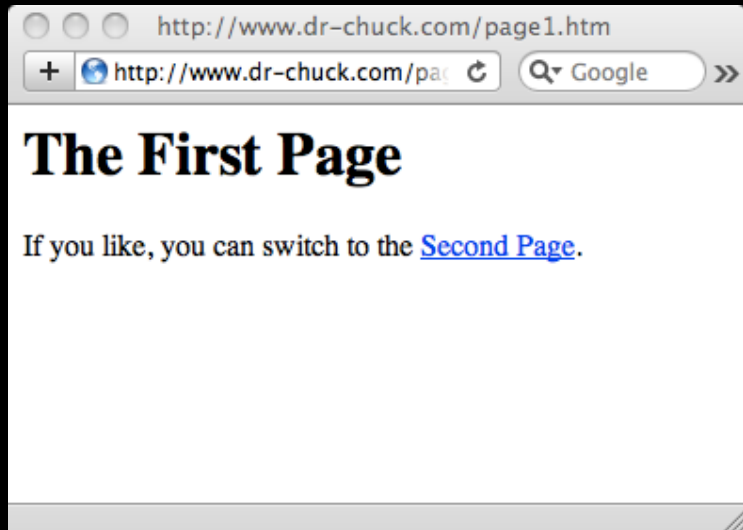 http://www.dr-chuck.com/page1.htm
+ http://www.dr-chuck.com/pag Google »
The First Page
If you like, you can switch to the Second Page.